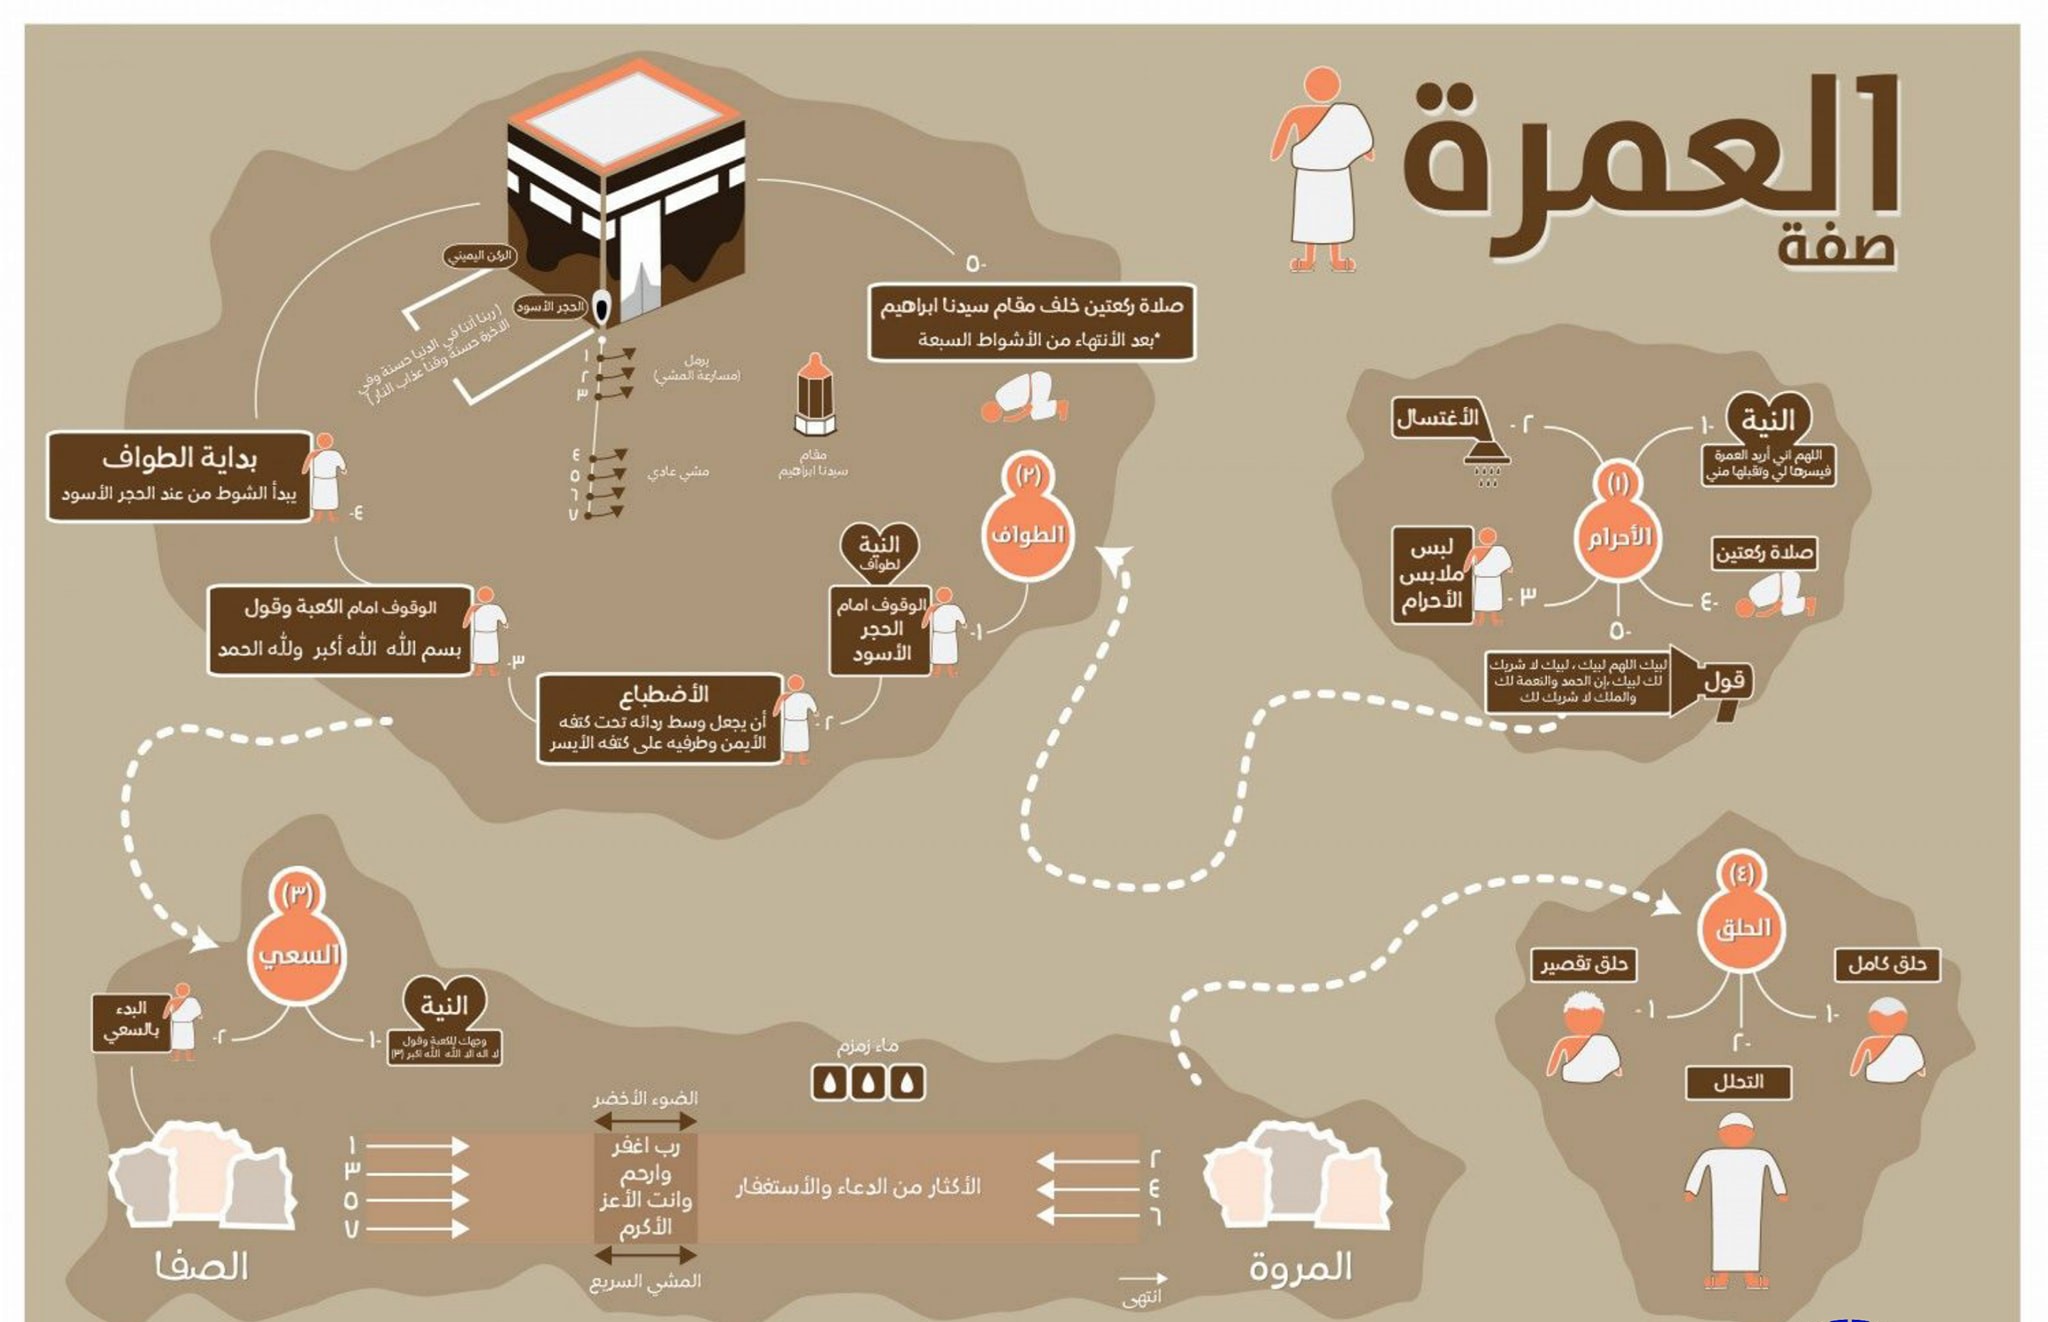 العمرة
صفة
(١)
الأحرام
١-
النية
اللهم اني أريد العمرة
فيسرها لي وتقبلها مني
٢-
الأغتسال
٣-
لبس
ملابس
الأحرام
٤-
صلاة ركعتين
٥-
قول
لبيك اللهم لبيك ، لبيك لا شريك
لك لبيك ،إن الحمد والنعمة لك
والملك لا شريك لك
(٢)
الطواف
١-
النية
لطواف
الوقوف امام
الحجر
الأسود
٢-
الأضطباع
أن يجعل وسط ردائه تحت كتفه
الأيمن وطرفيه على كتفه الأيسر
٣-
الوقوف امام الكعبة وقول
بسم الله الله أكبر ولله الحمد
٤-
بداية الطواف
يبدأ الشوط من عند الحجر الأسود
الركن اليميني
الحجر الأسود
(ربنا أتنا في الدنيا حسنة وفي
الآخرة حسنة وقنا عذاب النار)
١
٢
٣
يرمل
(مسارعة المشي)
٤
٥
٦
٧
مشي عادي
مقام
سيدنا ابراهيم
٥-
صلاة ركعتين خلف مقام سيدنا ابراهيم
*بعد الأنتهاء من الأشواط السبعة
(٣)
السعي
١-
النية
وجهك للكعبة وقول
لا اله الا الله الله اكبر (٣)
٢-
البدء
بالسعي
الصفا
١
٣
٥
٧
الضوء الأخضر
رب اغفر
وارحم
وانت الأعز
الأكرم
المشي السريع
ماء زمزم
الأكثار من الدعاء والأستغفار
٢
٤
٦
المروة
انتهى
(٤)
الحلق
١-
حلق كامل
١-
حلق تقصير
٢-
التحلل